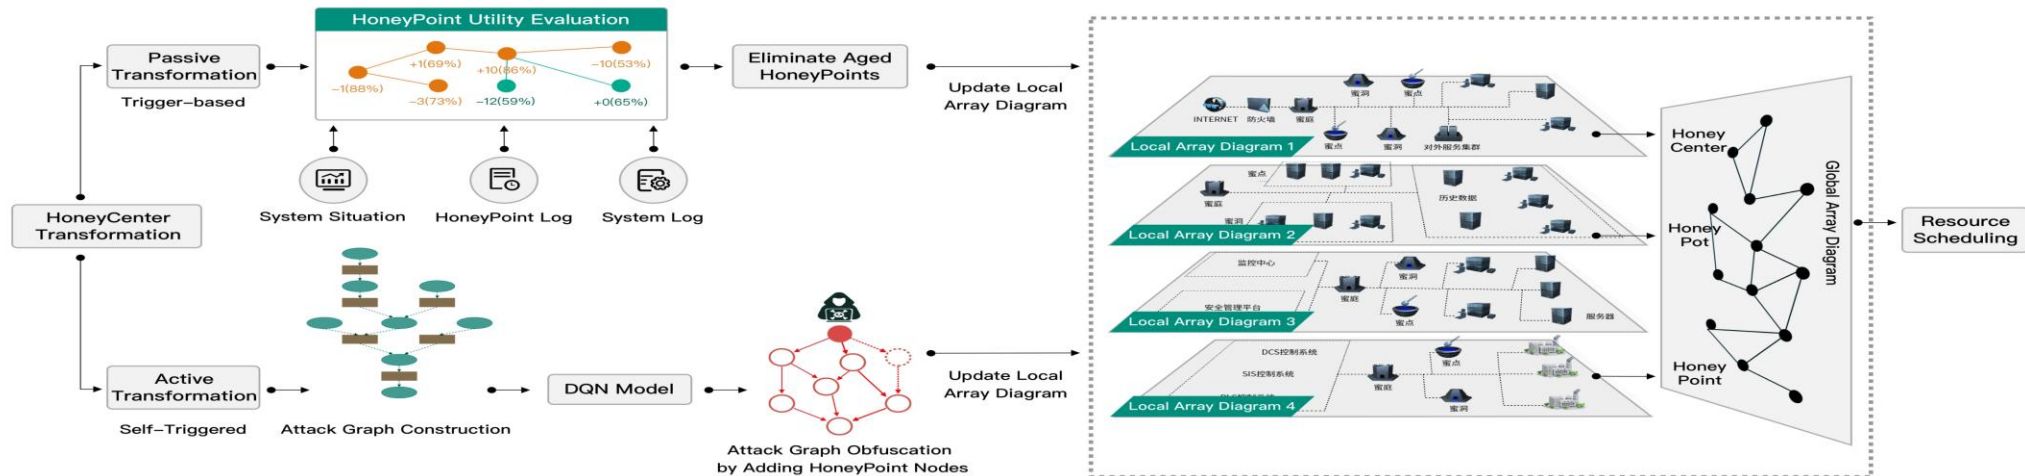 HoneyCenter
Transformation
Passive
Transformation
Trigger-based
HoneyPoint Utility Evaluation
+1(69%)
+10(86%)
-10(53%)
-1(88%)
-3(73%)
-12(59%)
+0(65%)
System Situation
HoneyPoint Log
System Log
Eliminate Aged
HoneyPoints
Update Local
Array Diagram
Active
Transformation
Self-Triggered
Attack Graph Construction
DQN Model
Attack Graph Obfuscation
by Adding HoneyPoint Nodes
Update Local
Array Diagram
蜜洞
蜜点
INTERNET
防火墙
蜜庭
蜜点
蜜洞
对外服务集群
Local Array Diagram 1
蜜点
蜜庭
历史数据
蜜洞
Local Array Diagram 2
监控中心
蜜洞
蜜庭
安全管理平台
蜜点
服务器
Local Array Diagram 3
DCS控制系统
蜜点
SIS控制系统
蜜庭
蜜洞
Local Array Diagram 4
Honey
Center
Honey
Pot
Honey
Point
Global Array Diagram
Resource
Scheduling